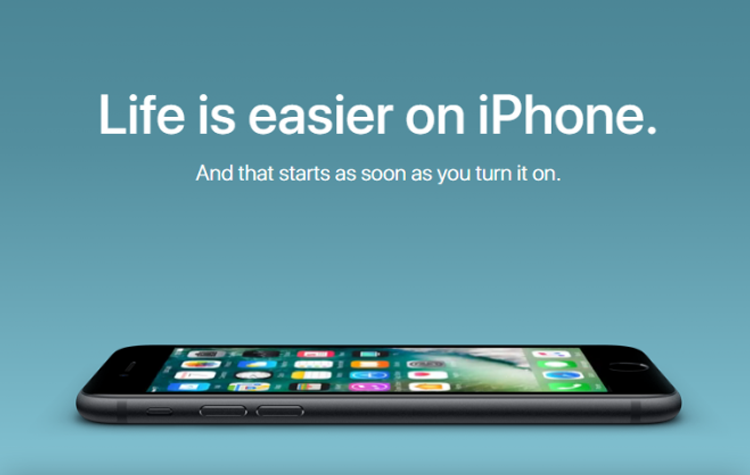 Life is easier on iPhone.
And that starts as soon as you turn it on.